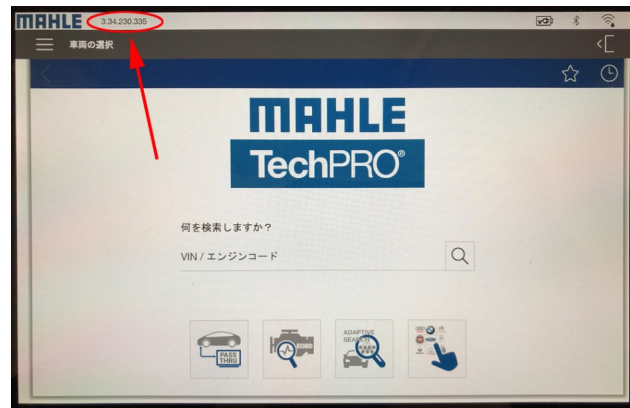 MAHLE 3.34.230.335
車両の選択
MAHLE
TechPRO®
何を検索しますか？
VIN / エンジンコード
PASS
THRU
EOBD
ADAPTIVE
SEARCH